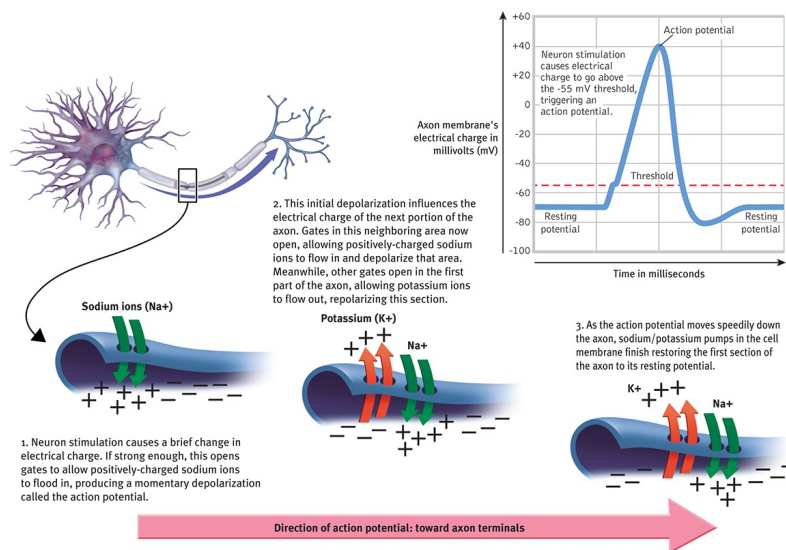 +60
+40
+20
0
-20
-40
-60
-80
-100
Axon membrane's
electrical charge in
millivolts (mV)
Action potential
Neuron stimulation
causes electrical
charge to go above
the -55 mV threshold,
triggering an
action potential.
Threshold
Resting
potential
Resting
potential
Time in milliseconds
Sodium ions (Na+)
+ + + + + + +
1. Neuron stimulation causes a brief change in
electrical charge. If strong enough, this opens
gates to allow positively-charged sodium ions
to flood in, producing a momentary depolarization
called the action potential.
2. This initial depolarization influences the
electrical charge of the next portion of the
axon. Gates in this neighboring area now
open, allowing positively-charged sodium
ions to flow in and depolarize that area.
Meanwhile, other gates open in the first
part of the axon, allowing potassium ions
to flow out, repolarizing this section.
Potassium (K+)
Na+
3. As the action potential moves speedily down
the axon, sodium/potassium pumps in the cell
membrane finish restoring the first section of
the axon to its resting potential.
K+
Na+
Direction of action potential: toward axon terminals